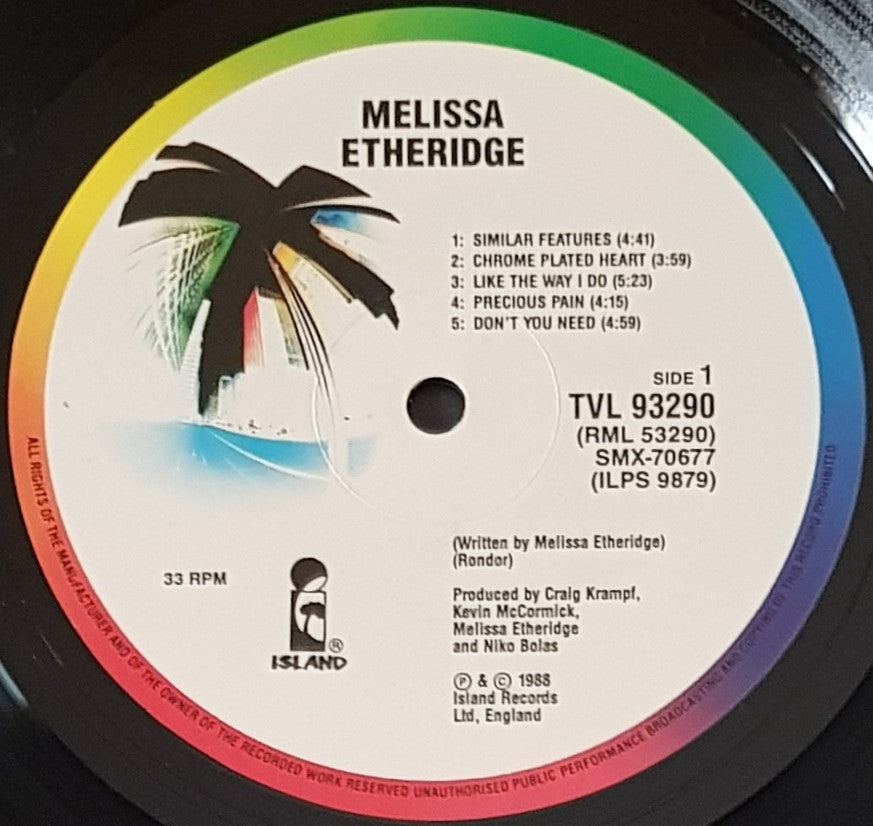 MELISSA
ETHERIDGE
1: SIMILAR FEATURES (4:41)
2: CHROME PLATED HEART (3:59)
3: LIKE THE WAY I DO (5:23)
4: PRECIOUS PAIN (4:15)
5: DON'T YOU NEED (4:59)
SIDE 1
TVL 93290
(RML 53290)
SMX-70677
(ILPS 9879)
(Written by Melissa Etheridge)
(Rondor)
33 RPM
Produced by Craig Krampf,
Kevin McCormick,
Melissa Etheridge
and Niko Bolas
® ISLAND
Ⓟ & © 1988
Island Records
Ltd, England
ALL RIGHTS OF THE MANUFACTURER AND OF THE OWNER OF THE RECORDED WORK RESERVED UNAUTHORISED PUBLIC PERFORMANCE BROADCASTING AND COPYING OF THIS RECORD PROHIBITED